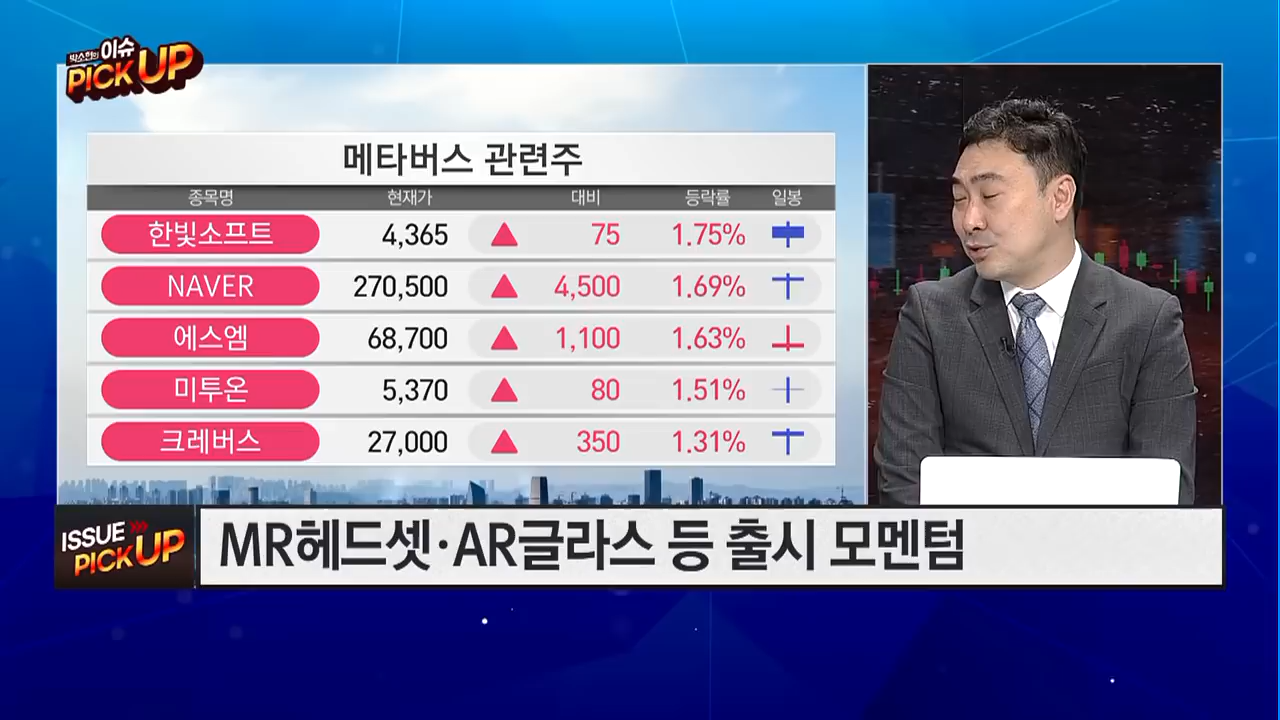 박소현의 이슈
PICK UP
메타버스 관련주
종목명 현재가 대비 등락률 일봉
한빛소프트 4,365 ▲ 75 1.75%
NAVER 270,500 ▲ 4,500 1.69%
에스엠 68,700 ▲ 1,100 1.63%
미투온 5,370 ▲ 80 1.51%
크레버스 27,000 ▲ 350 1.31%
ISSUE
PICK UP
MR헤드셋·AR글라스 등 출시 모멘텀